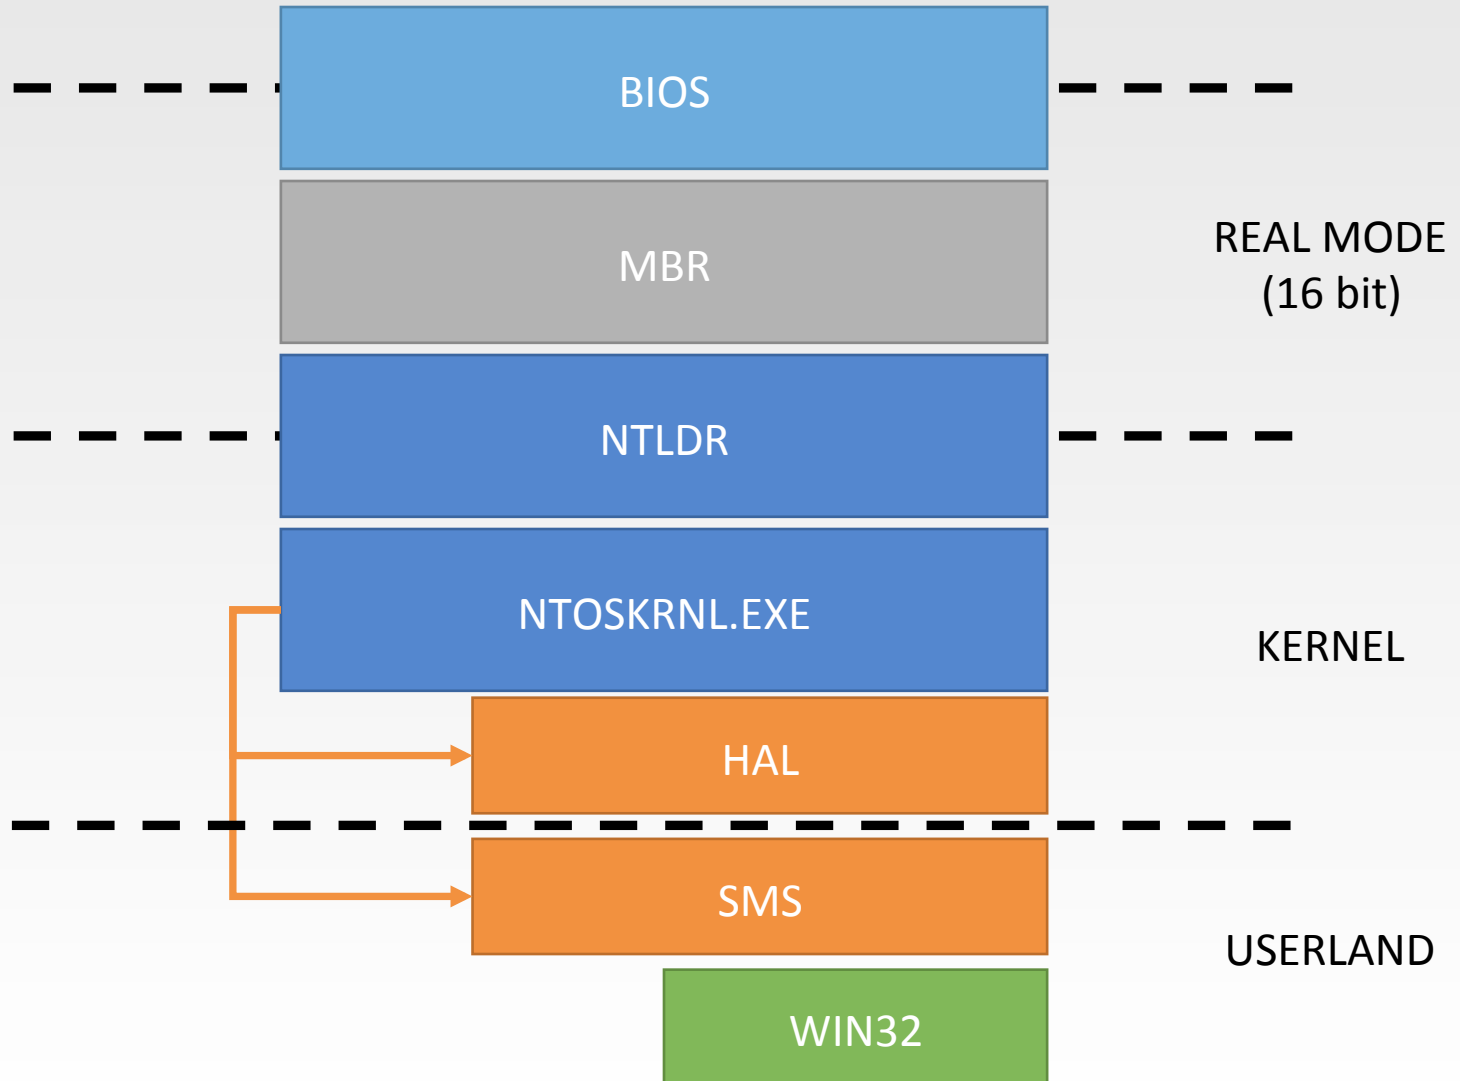 BIOS
MBR
REAL MODE
(16 bit)
NTLDR
NTOSKRNL.EXE
KERNEL
HAL
SMS
USERLAND
WIN32